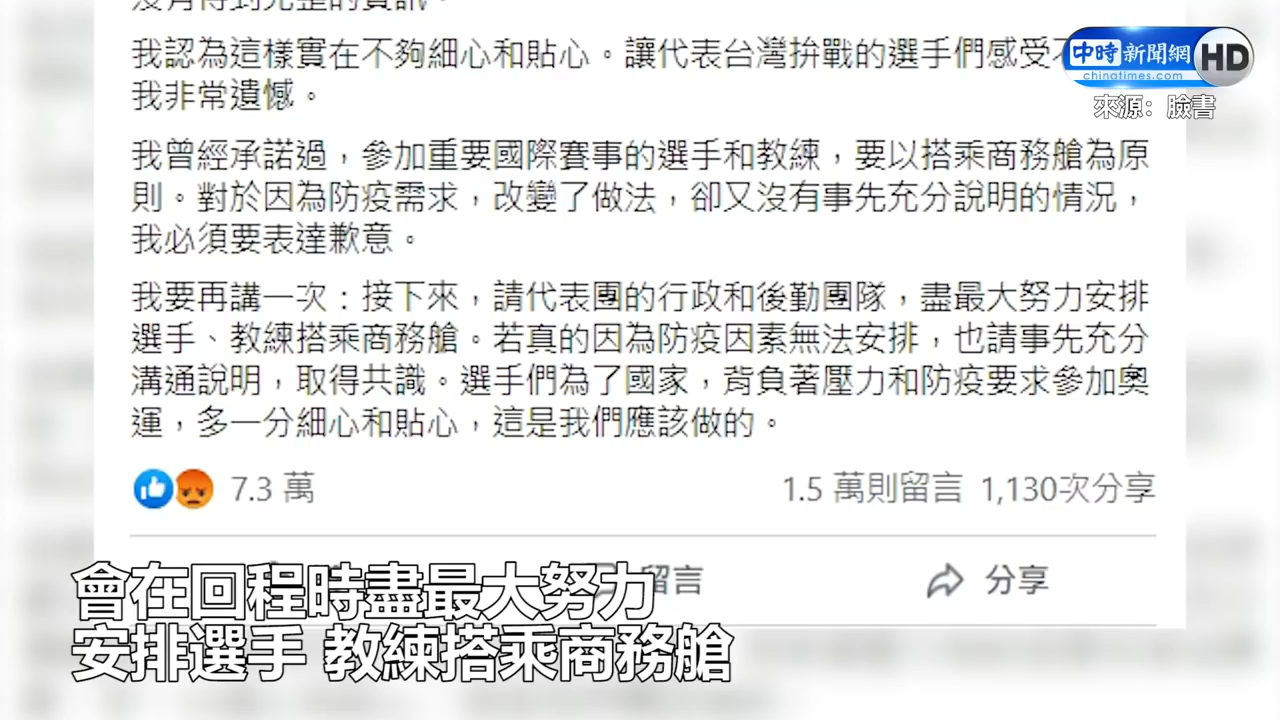 沒有得到完整的資訊。
我認為這樣實在不夠細心和貼心。讓代表台灣拚戰的選手們感受不
我非常遺憾。
我曾經承諾過，參加重要國際賽事的選手和教練，要以搭乘商務艙為原
則。對於因為防疫需求，改變了做法，卻又沒有事先充分說明的情況，
我必須要表達歉意。
我要再講一次：接下來，請代表團的行政和後勤團隊，盡最大努力安排
選手、教練搭乘商務艙。若真的因為防疫因素無法安排，也請事先充分
溝通說明，取得共識。選手們為了國家，背負著壓力和防疫要求參加奧
運，多一分細心和貼心，這是我們應該做的。
7.3 萬
1.5 萬則留言 1,130次分享
留言
分享
中時新聞網 HD
chinatimes.com
來源：臉書
會在回程時盡最大努力
安排選手 教練搭乘商務艙